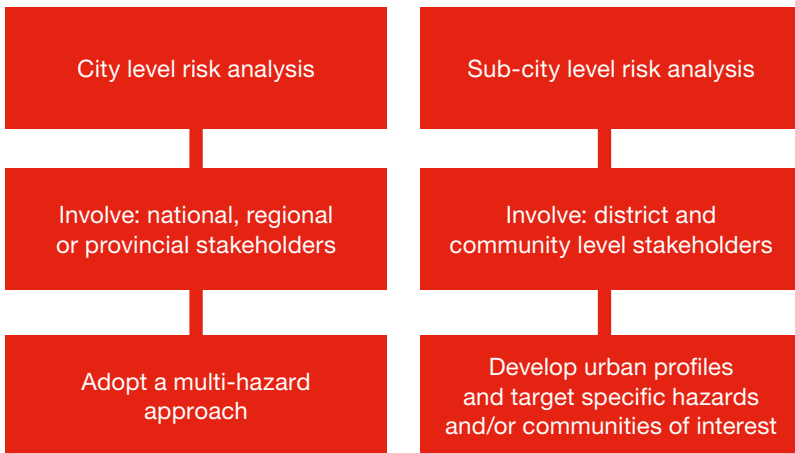 City level risk analysis
Involve: national, regional
or provincial stakeholders
Adopt a multi-hazard
approach
Sub-city level risk analysis
Involve: district and
community level stakeholders
Develop urban profiles
and target specific hazards
and/or communities of interest